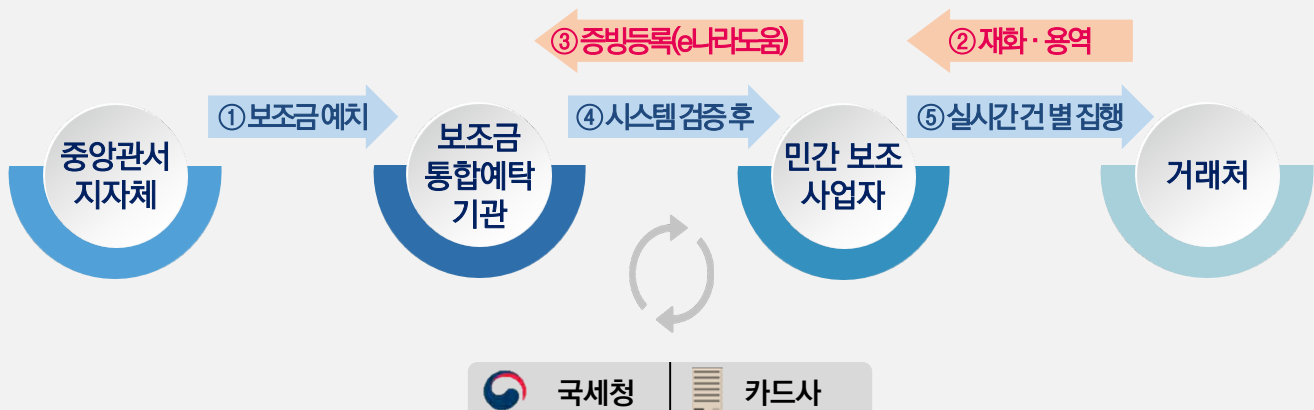 ③ 증빙등록(e나라도움)
② 재화 · 용역
① 보조금 예치
④ 시스템 검증 후
⑤ 실시간 건 별 집행
중앙관서
지자체
보조금
통합예탁
기관
민간 보조
사업자
거래처
국세청
카드사